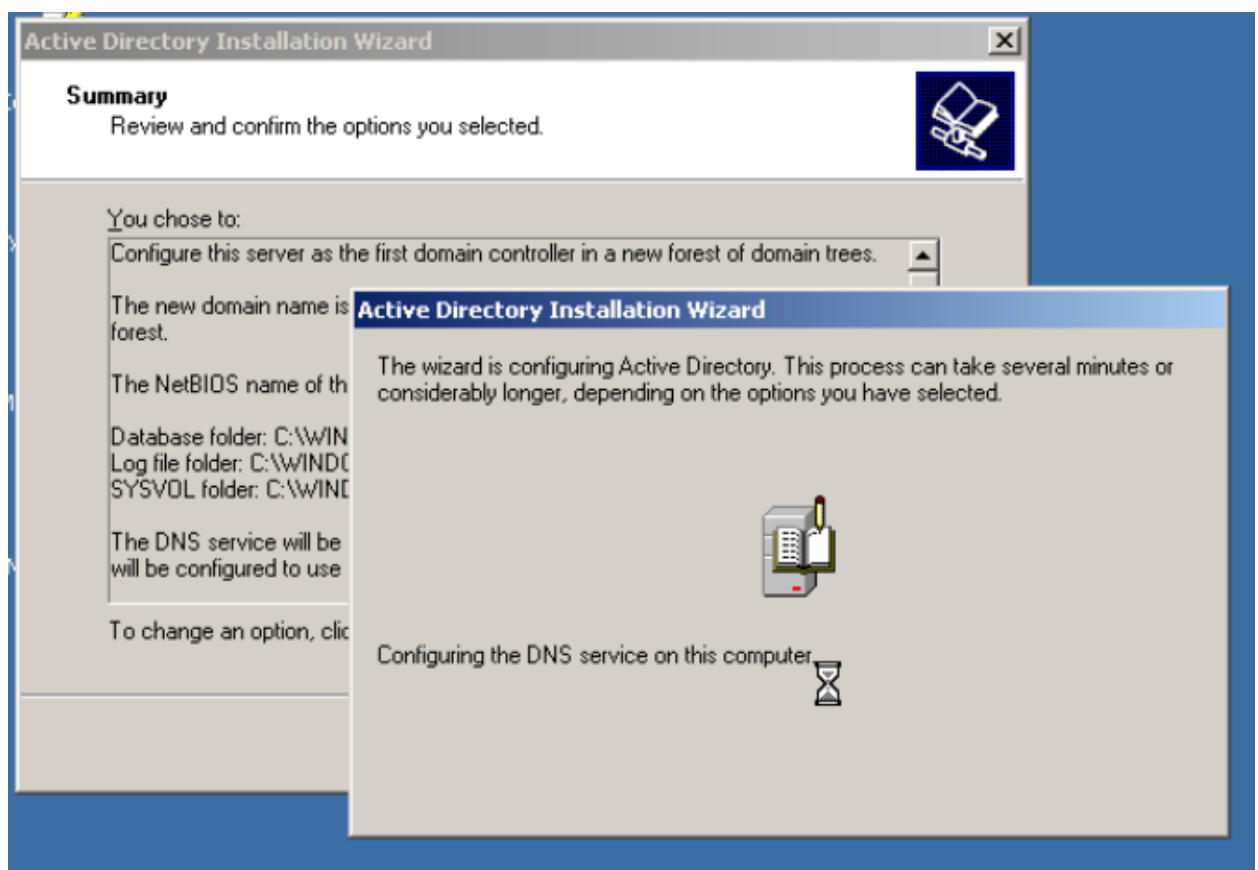 Active Directory Installation Wizard
Summary
Review and confirm the options you selected.
You chose to:
Configure this server as the first domain controller in a new forest of domain trees.
The new domain name is
forest.
The NetBIOS name of th
Database folder: C:\WIN
Log file folder: C:\WINDO
SYSVOL folder: C:\WIND
The DNS service will be
will be configured to use
To change an option, clic
Active Directory Installation Wizard
The wizard is configuring Active Directory. This process can take several minutes or
considerably longer, depending on the options you have selected.
Configuring the DNS service on this computer